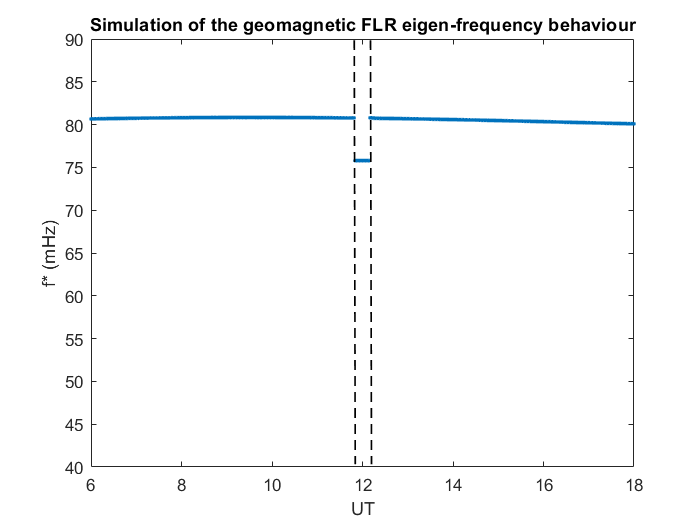 Simulation of the geomagnetic FLR eigen-frequency behaviour
90
85
80
75
70
65
60
55
50
45
40
f* (mHz)
6 8 10 12 14 16 18
UT